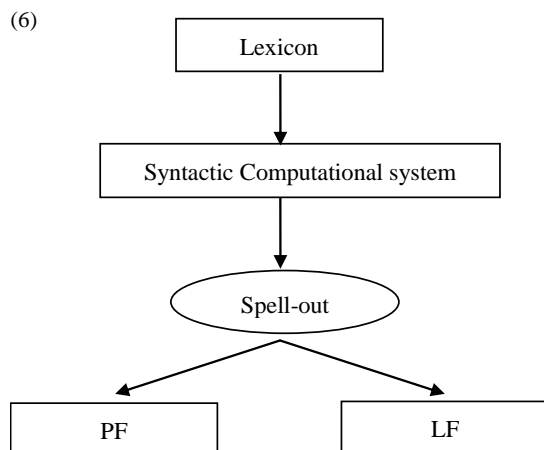 (6)
Lexicon
Syntactic Computational system
Spell-out
PF
LF